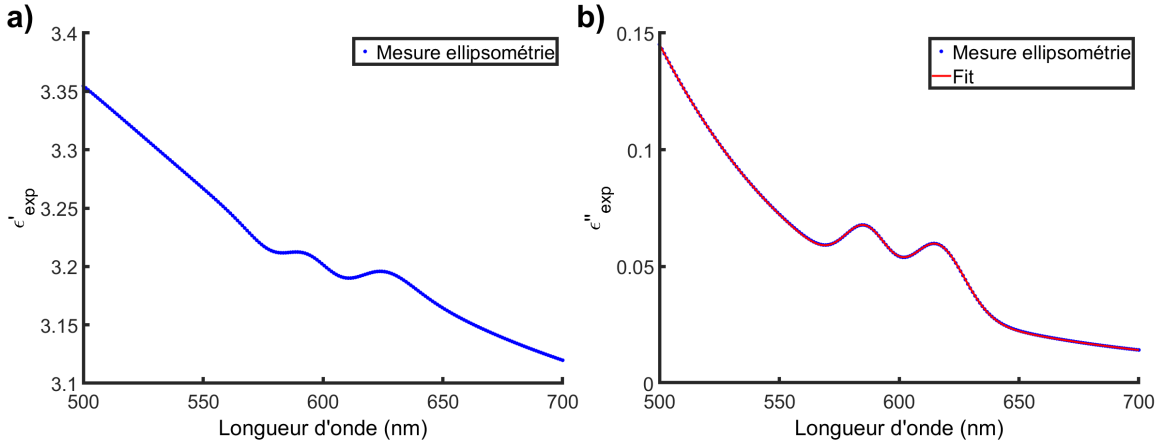 a)
3.4
3.35
3.3
3.25
3.2
3.15
3.1
500
550
600
650
700
ϵ'exp
Longueur d'onde (nm)
Mesure ellipsométrie
b)
0.15
0.1
0.05
0
500
550
600
650
700
ϵ"exp
Longueur d'onde (nm)
Mesure ellipsométrie
Fit